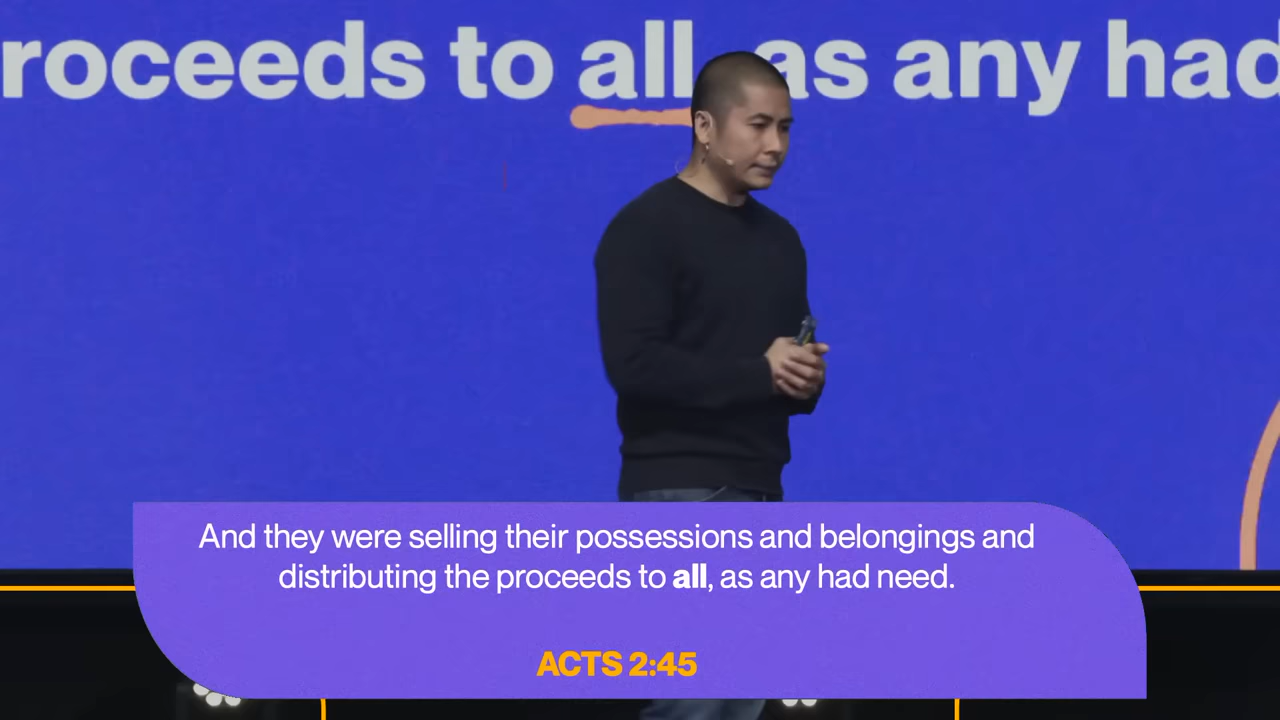 roceeds to all as any had
And they were selling their possessions and belongings and
distributing the proceeds to all, as any had need.
ACTS 2:45